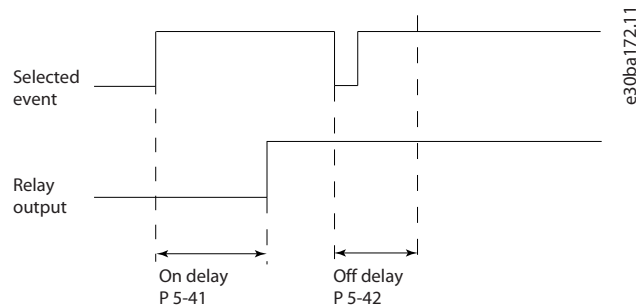 Selected
event
Relay
output
On delay
P 5-41
Off delay
P 5-42
e30ba172.11